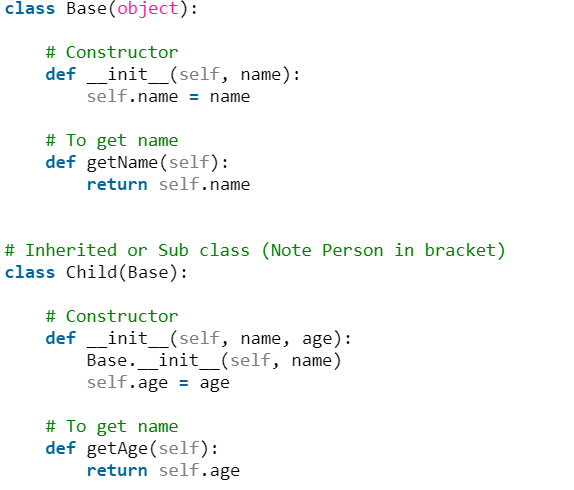 class Base(object):
    # Constructor
    def __init__(self, name):
        self.name = name
    # To get name
    def getName(self):
        return self.name
# Inherited or Sub class (Note Person in bracket)
class Child(Base):
    # Constructor
    def __init__(self, name, age):
        Base.__init__(self, name)
        self.age = age
    # To get name
    def getAge(self):
        return self.age